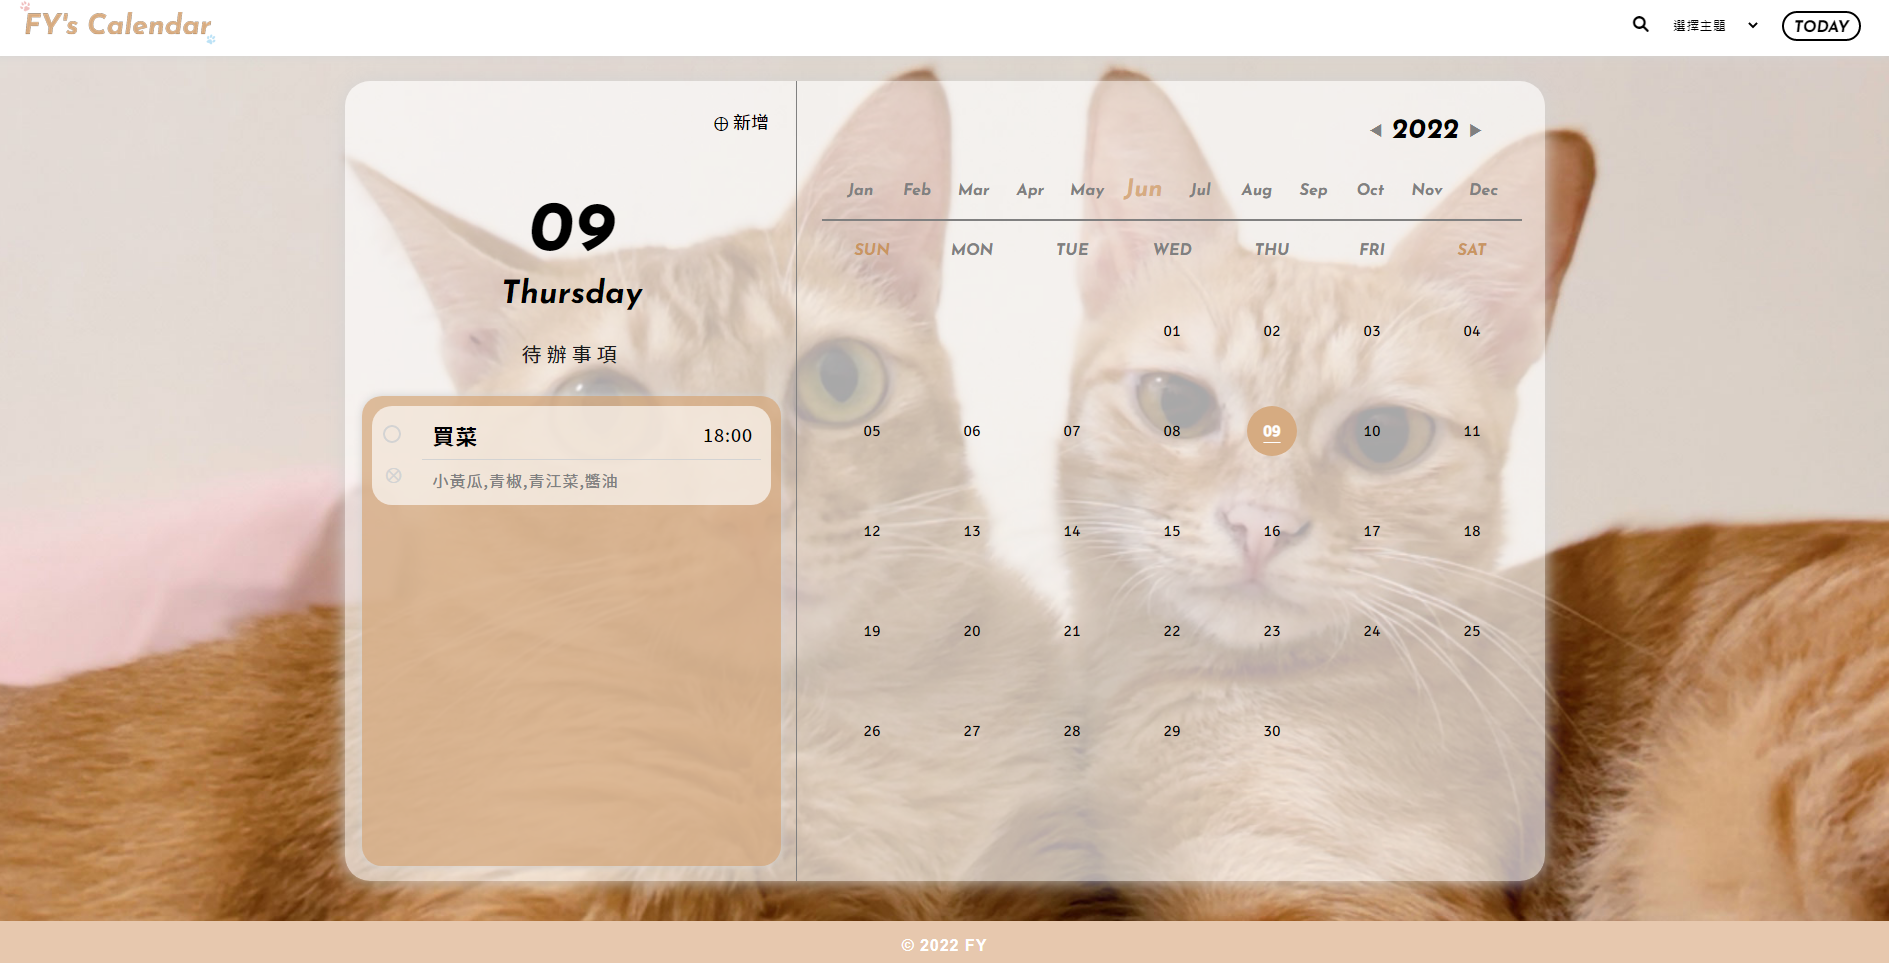 FY's Calendar
選擇主題
TODAY
新增
09
Thursday
待辦事項
買菜 18:00
小黃瓜,青椒,青江菜,醬油
2022
Jan Feb Mar Apr May Jun Jul Aug Sep Oct Nov Dec
SUN MON TUE WED THU FRI SAT
01 02 03 04
05 06 07 08 09 10 11
12 13 14 15 16 17 18
19 20 21 22 23 24 25
26 27 28 29 30
© 2022 FY